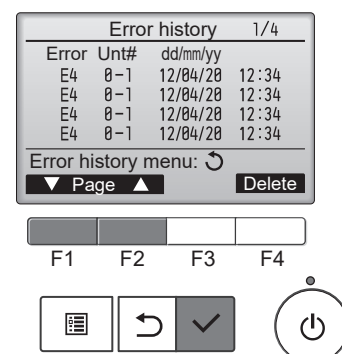 Error history 1/4
Error Unt# dd/mm/yy
E4 0-1 12/04/20 12:34
E4 0-1 12/04/20 12:34
E4 0-1 12/04/20 12:34
E4 0-1 12/04/20 12:34
Error history menu:
Page Delete
F1 F2 F3 F4